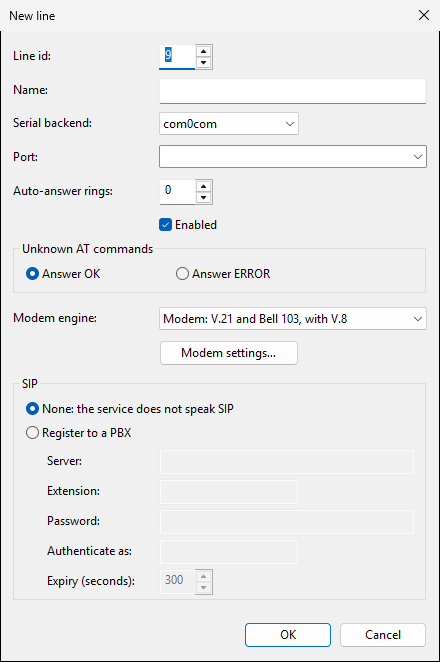 New line
Line id: 9
Name:
Serial backend: com0com
Port:
Auto-answer rings: 0
Enabled
Unknown AT commands
Answer OK Answer ERROR
Modem engine: Modem: V.21 and Bell 103, with V.8
Modem settings...
SIP
None: the service does not speak SIP
Register to a PBX
Server:
Extension:
Password:
Authenticate as:
Expiry (seconds): 300
OK Cancel